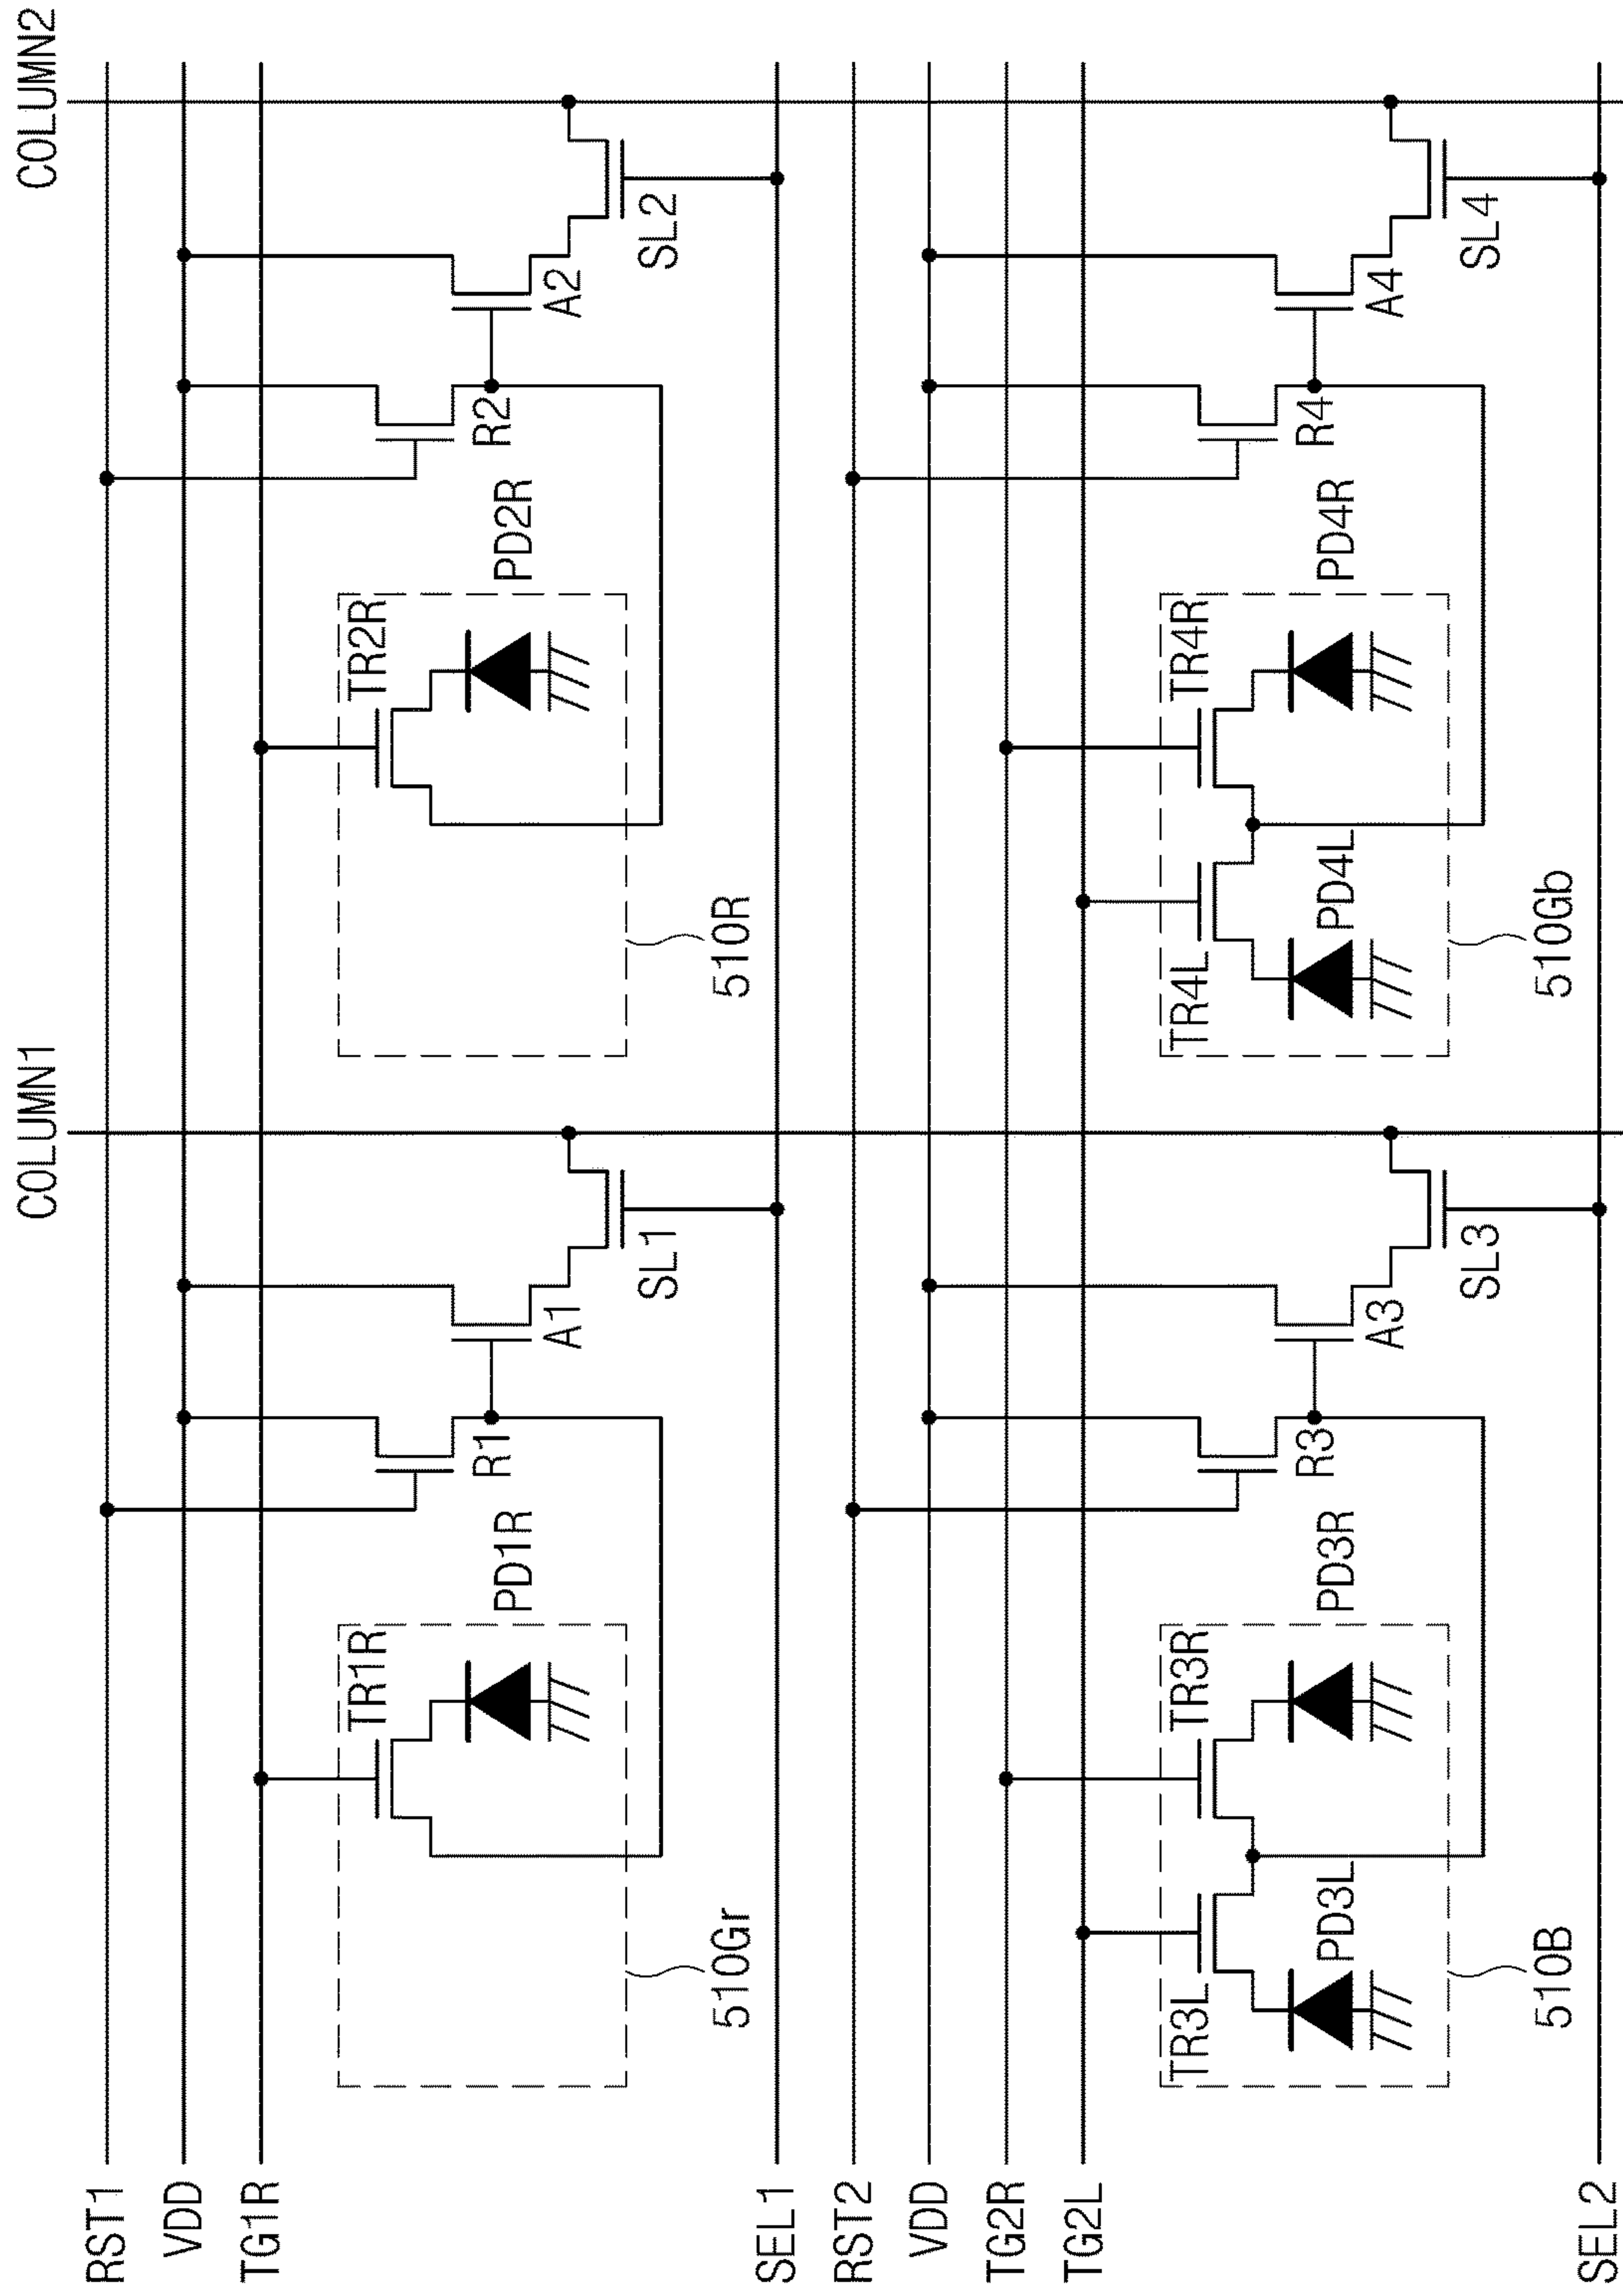 COLUMN1
COLUMN2
RST1
VDD
TG1R
TR1R
PD1R
R1
A1
SL1
510Gr
TR2R
PD2R
R2
A2
SL2
510R
SEL1
RST2
VDD
TG2R
TG2L
TR3L
PD3L
TR3R
PD3R
R3
A3
SL3
510B
TR4L
PD4L
TR4R
PD4R
R4
A4
SL4
510Gb
SEL2